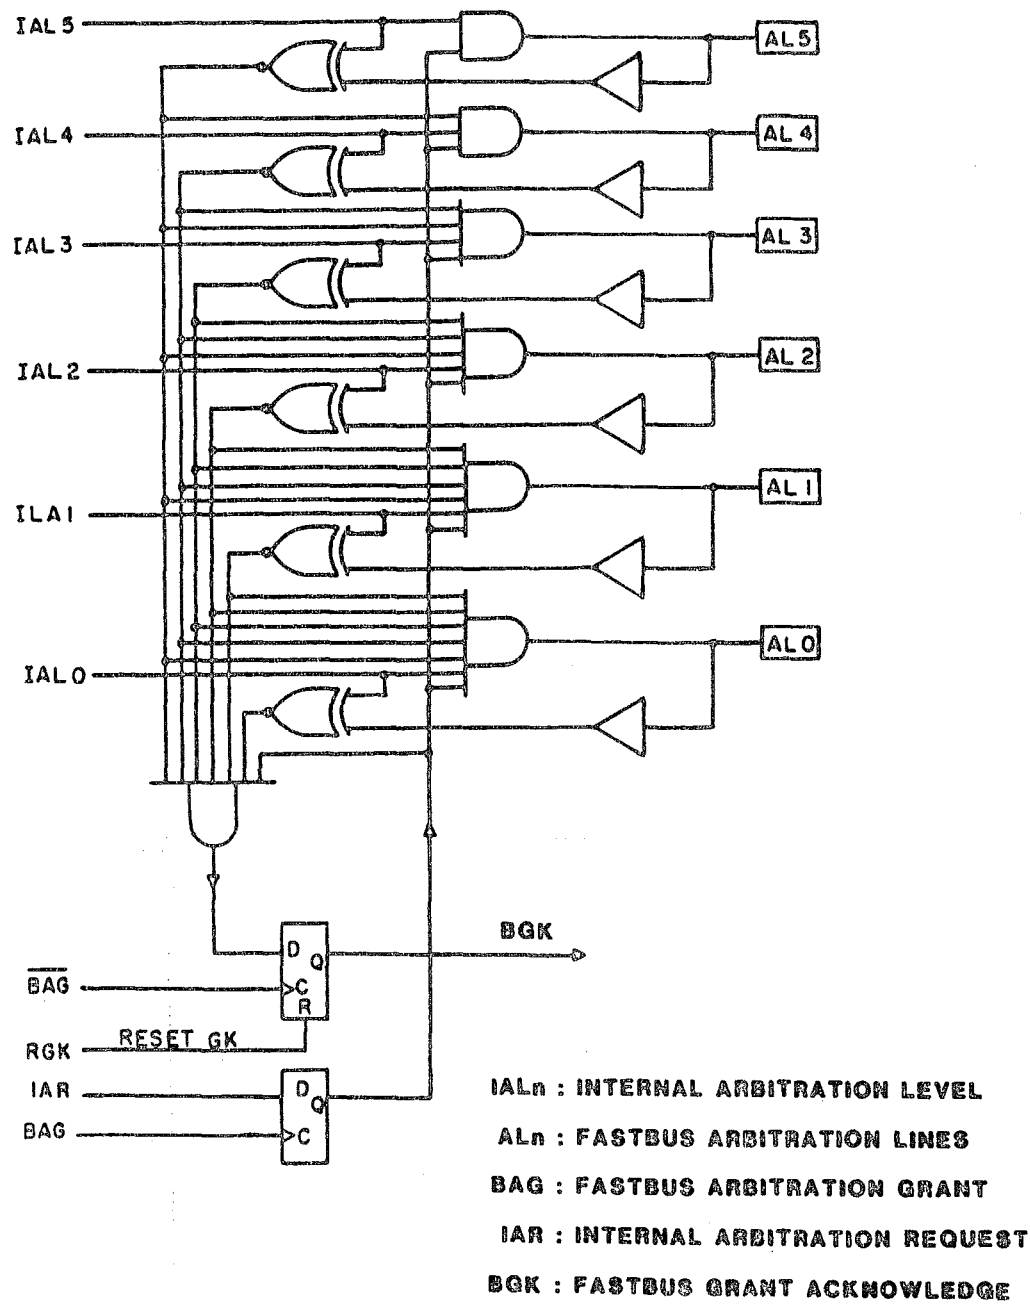 IAL5 AL5
IAL4 AL4
IAL3 AL3
IAL2 AL2
ILA1 AL1
IAL0 AL0
D Q BGK
BAG C
R
RGK RESET GK
IAR D Q
BAG C
IALn : INTERNAL ARBITRATION LEVEL
ALn : FASTBUS ARBITRATION LINES
BAG : FASTBUS ARBITRATION GRANT
IAR : INTERNAL ARBITRATION REQUEST
BGK : FASTBUS GRANT ACKNOWLEDGE